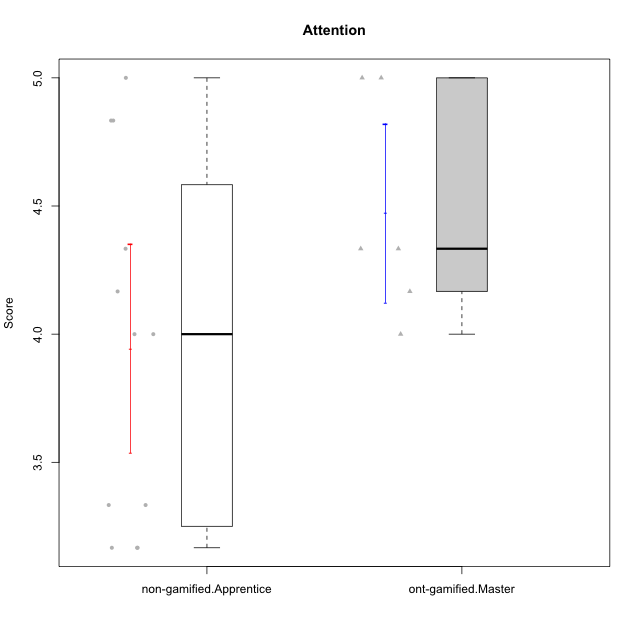 Attention
Score
5.0
4.5
4.0
3.5
non-gamified.Apprentice
ont-gamified.Master